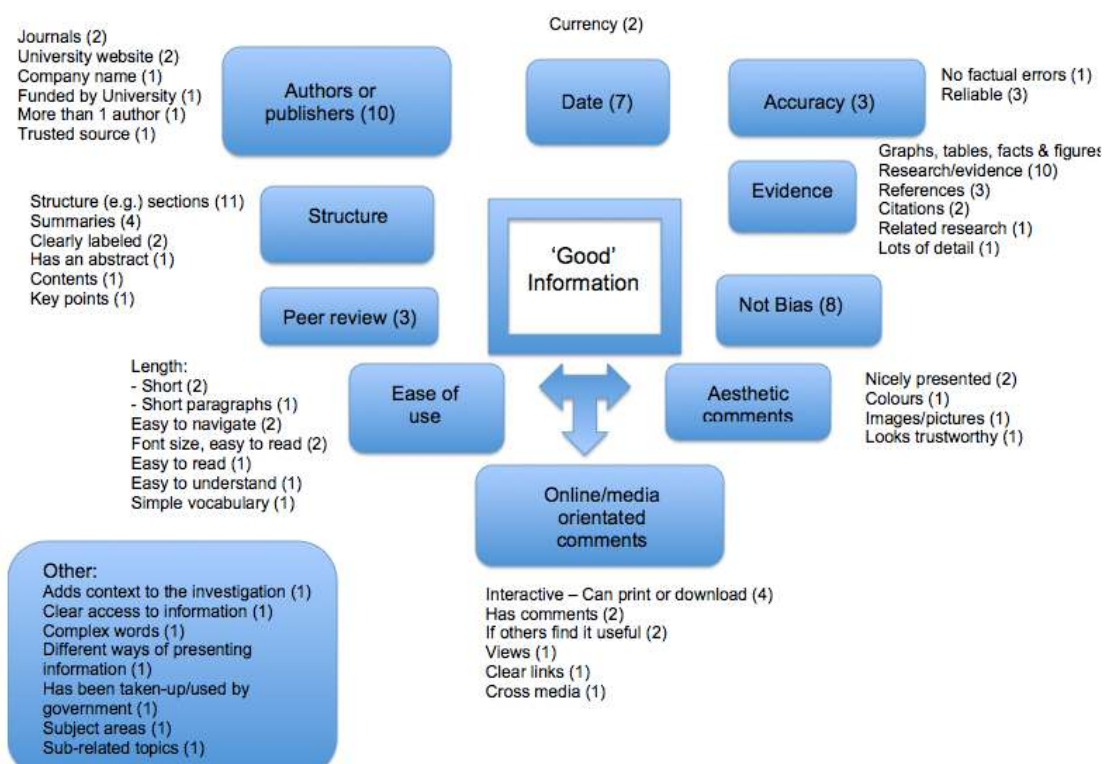 Currency (2)
Journals (2)
University website (2)
Company name (1)
Funded by University (1)
More than 1 author (1)
Trusted source (1)
Authors or
publishers (10)
Date (7)
Accuracy (3)
No factual errors (1)
Reliable (3)
Structure (e.g.) sections (11)
Summaries (4)
Clearly labeled (2)
Has an abstract (1)
Contents (1)
Key points (1)
Structure
‘Good’
Information
Evidence
Graphs, tables, facts & figures
Research/evidence (10)
References (3)
Citations (2)
Related research (1)
Lots of detail (1)
Peer review (3)
Not Bias (8)
Length:
- Short (2)
- Short paragraphs (1)
Easy to navigate (2)
Font size, easy to read (2)
Easy to read (1)
Easy to understand (1)
Simple vocabulary (1)
Ease of
use
Aesthetic
comments
Nicely presented (2)
Colours (1)
Images/pictures (1)
Looks trustworthy (1)
Online/media
orientated
comments
Interactive – Can print or download (4)
Has comments (2)
If others find it useful (2)
Views (1)
Clear links (1)
Cross media (1)
Other:
Adds context to the investigation (1)
Clear access to information (1)
Complex words (1)
Different ways of presenting
information (1)
Has been taken-up/used by
government (1)
Subject areas (1)
Sub-related topics (1)